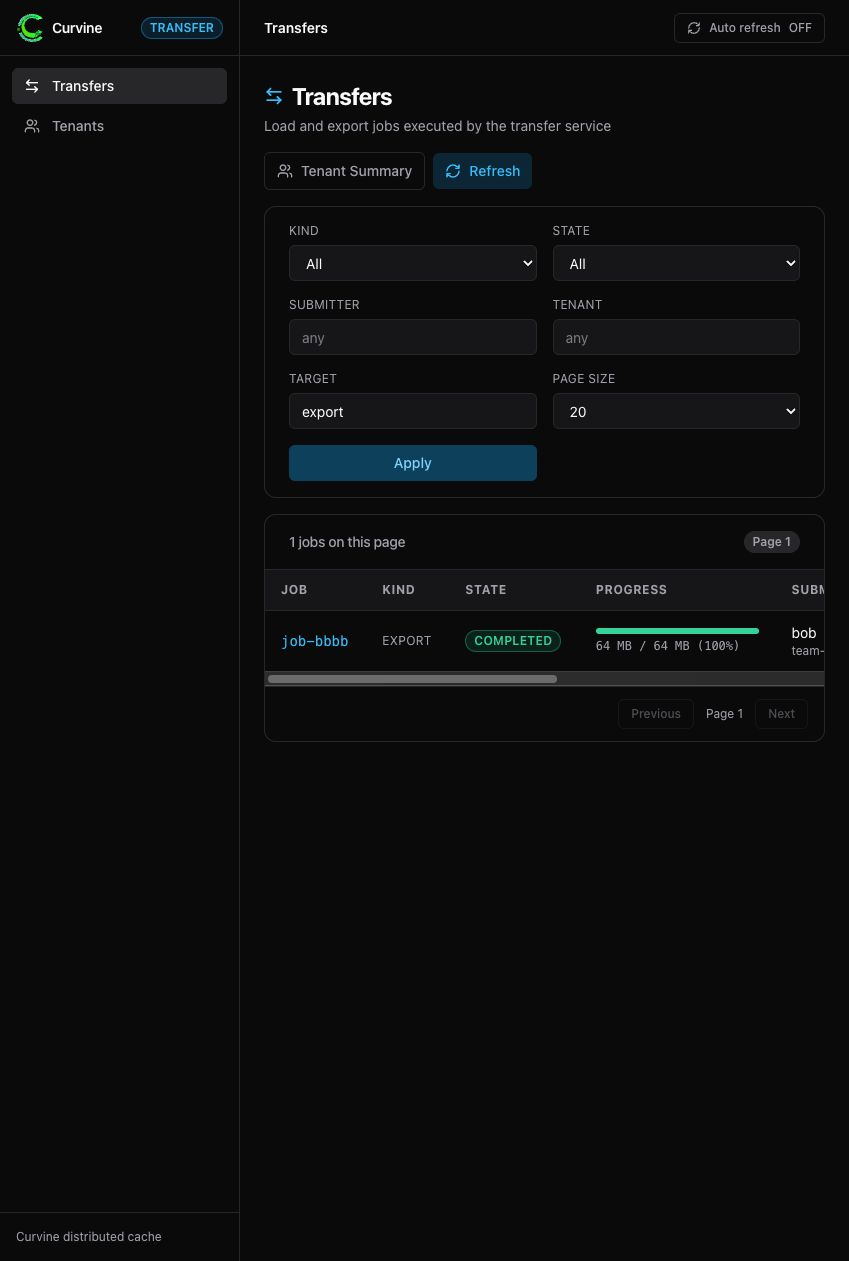 Curvine
TRANSFER
Transfers
Auto refresh OFF
Transfers
Tenants
Transfers
Load and export jobs executed by the transfer service
Tenant Summary
Refresh
KIND
STATE
All
All
SUBMITTER
TENANT
any
any
TARGET
PAGE SIZE
export
20
Apply
1 jobs on this page
Page 1
JOB KIND STATE PROGRESS
job-bbbb EXPORT COMPLETED
64 MB / 64 MB (100%)
bob
team-
Previous Page 1 Next
Curvine distributed cache